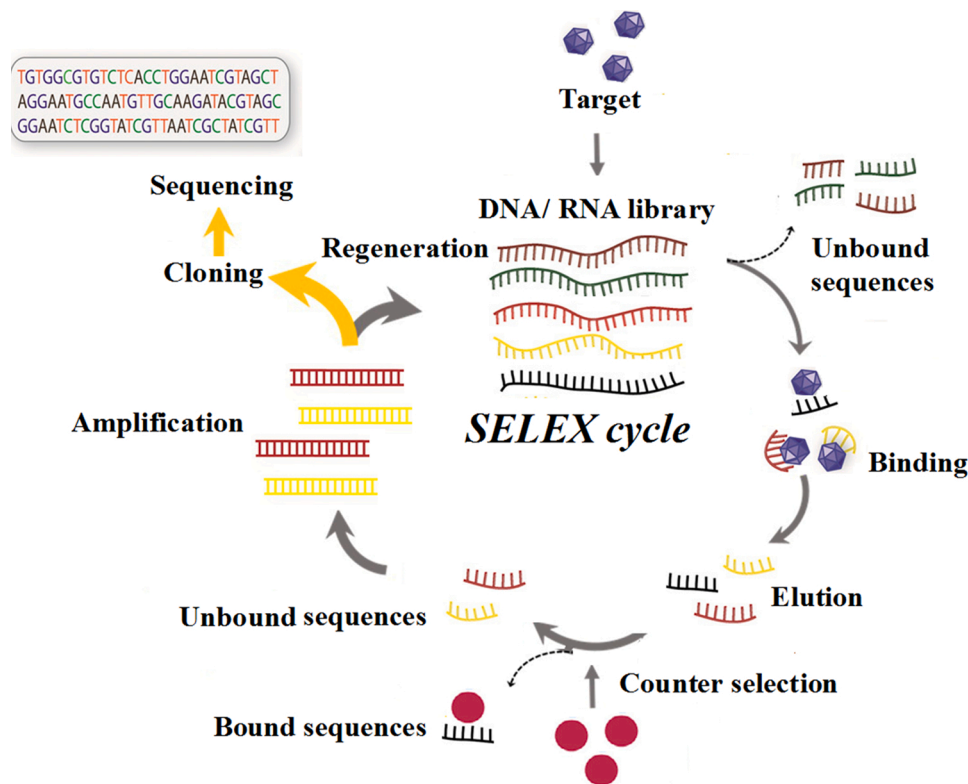 TGTGGCGTGTCTCACCTGGAATCGTAGCT
AGGAATGCCAATGTTGCAAGATACGTAGC
GGAATCTCGGTATCGTTAATCGCTATCGTT
Target
Sequencing
DNA/ RNA library
Regeneration
Cloning
Unbound
sequences
Amplification
SELEX cycle
Binding
Elution
Unbound sequences
Counter selection
Bound sequences